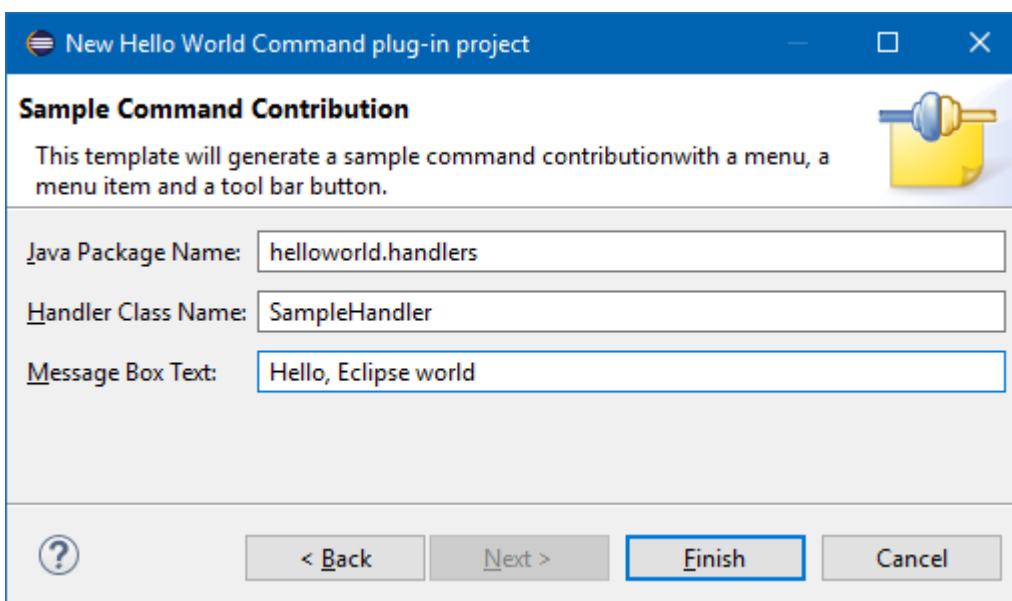 New Hello World Command plug-in project
Sample Command Contribution
This template will generate a sample command contributionwith a menu, a
menu item and a tool bar button.
Java Package Name: helloworld.handlers
Handler Class Name: SampleHandler
Message Box Text: Hello, Eclipse world
? < Back Next > Finish Cancel